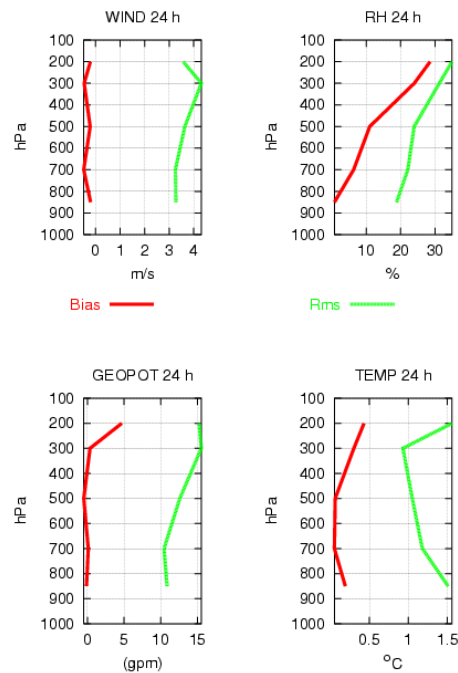 WIND 24 h
100
200
300
400
500
600
700
800
900
1000
hPa
0 1 2 3 4
m/s
RH 24 h
100
200
300
400
500
600
700
800
900
1000
hPa
10 20 30
%
Bias
Rms
GEOPOT 24 h
100
200
300
400
500
600
700
800
900
1000
hPa
0 5 10 15
(gpm)
TEMP 24 h
100
200
300
400
500
600
700
800
900
1000
hPa
0.5 1 1.5
°C